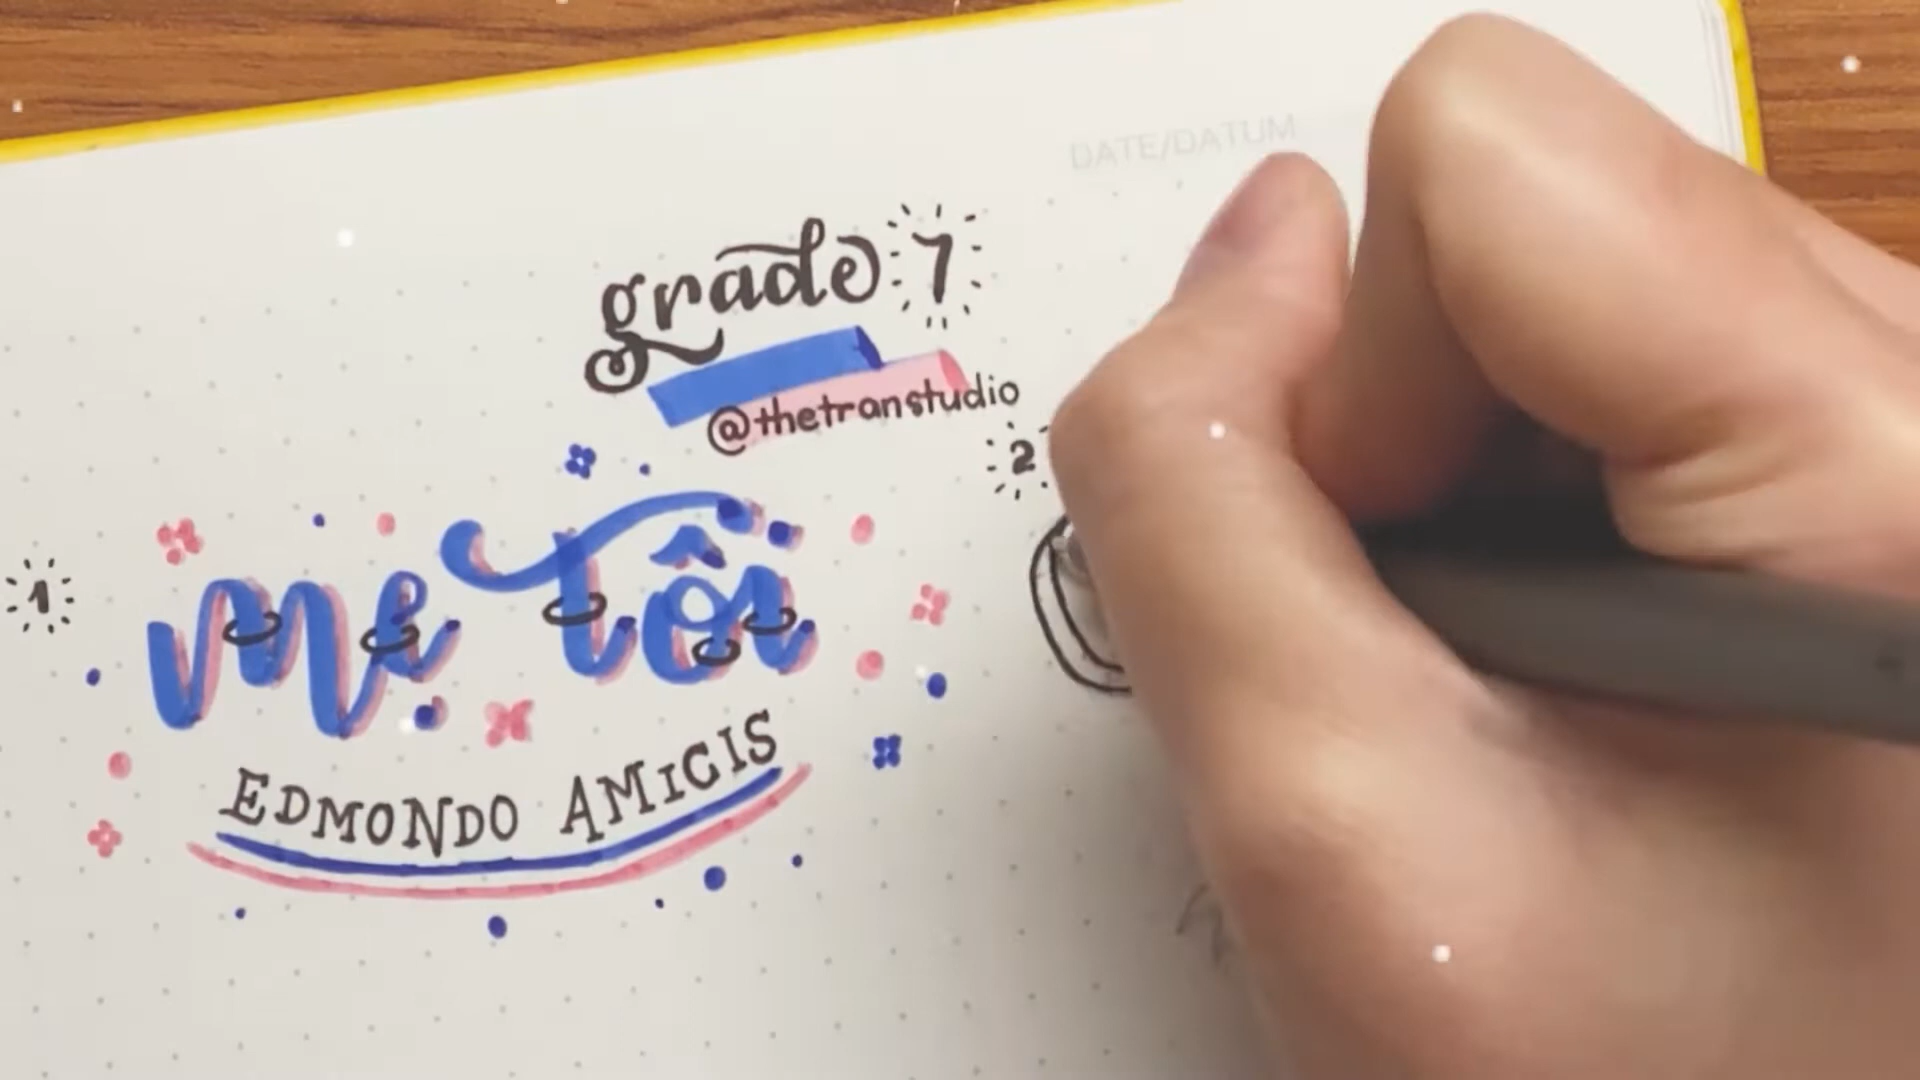 DATE/DATUM
grade 7
@thetranstudio
1
mẹ tôi
EDMONDO AMICIS
2